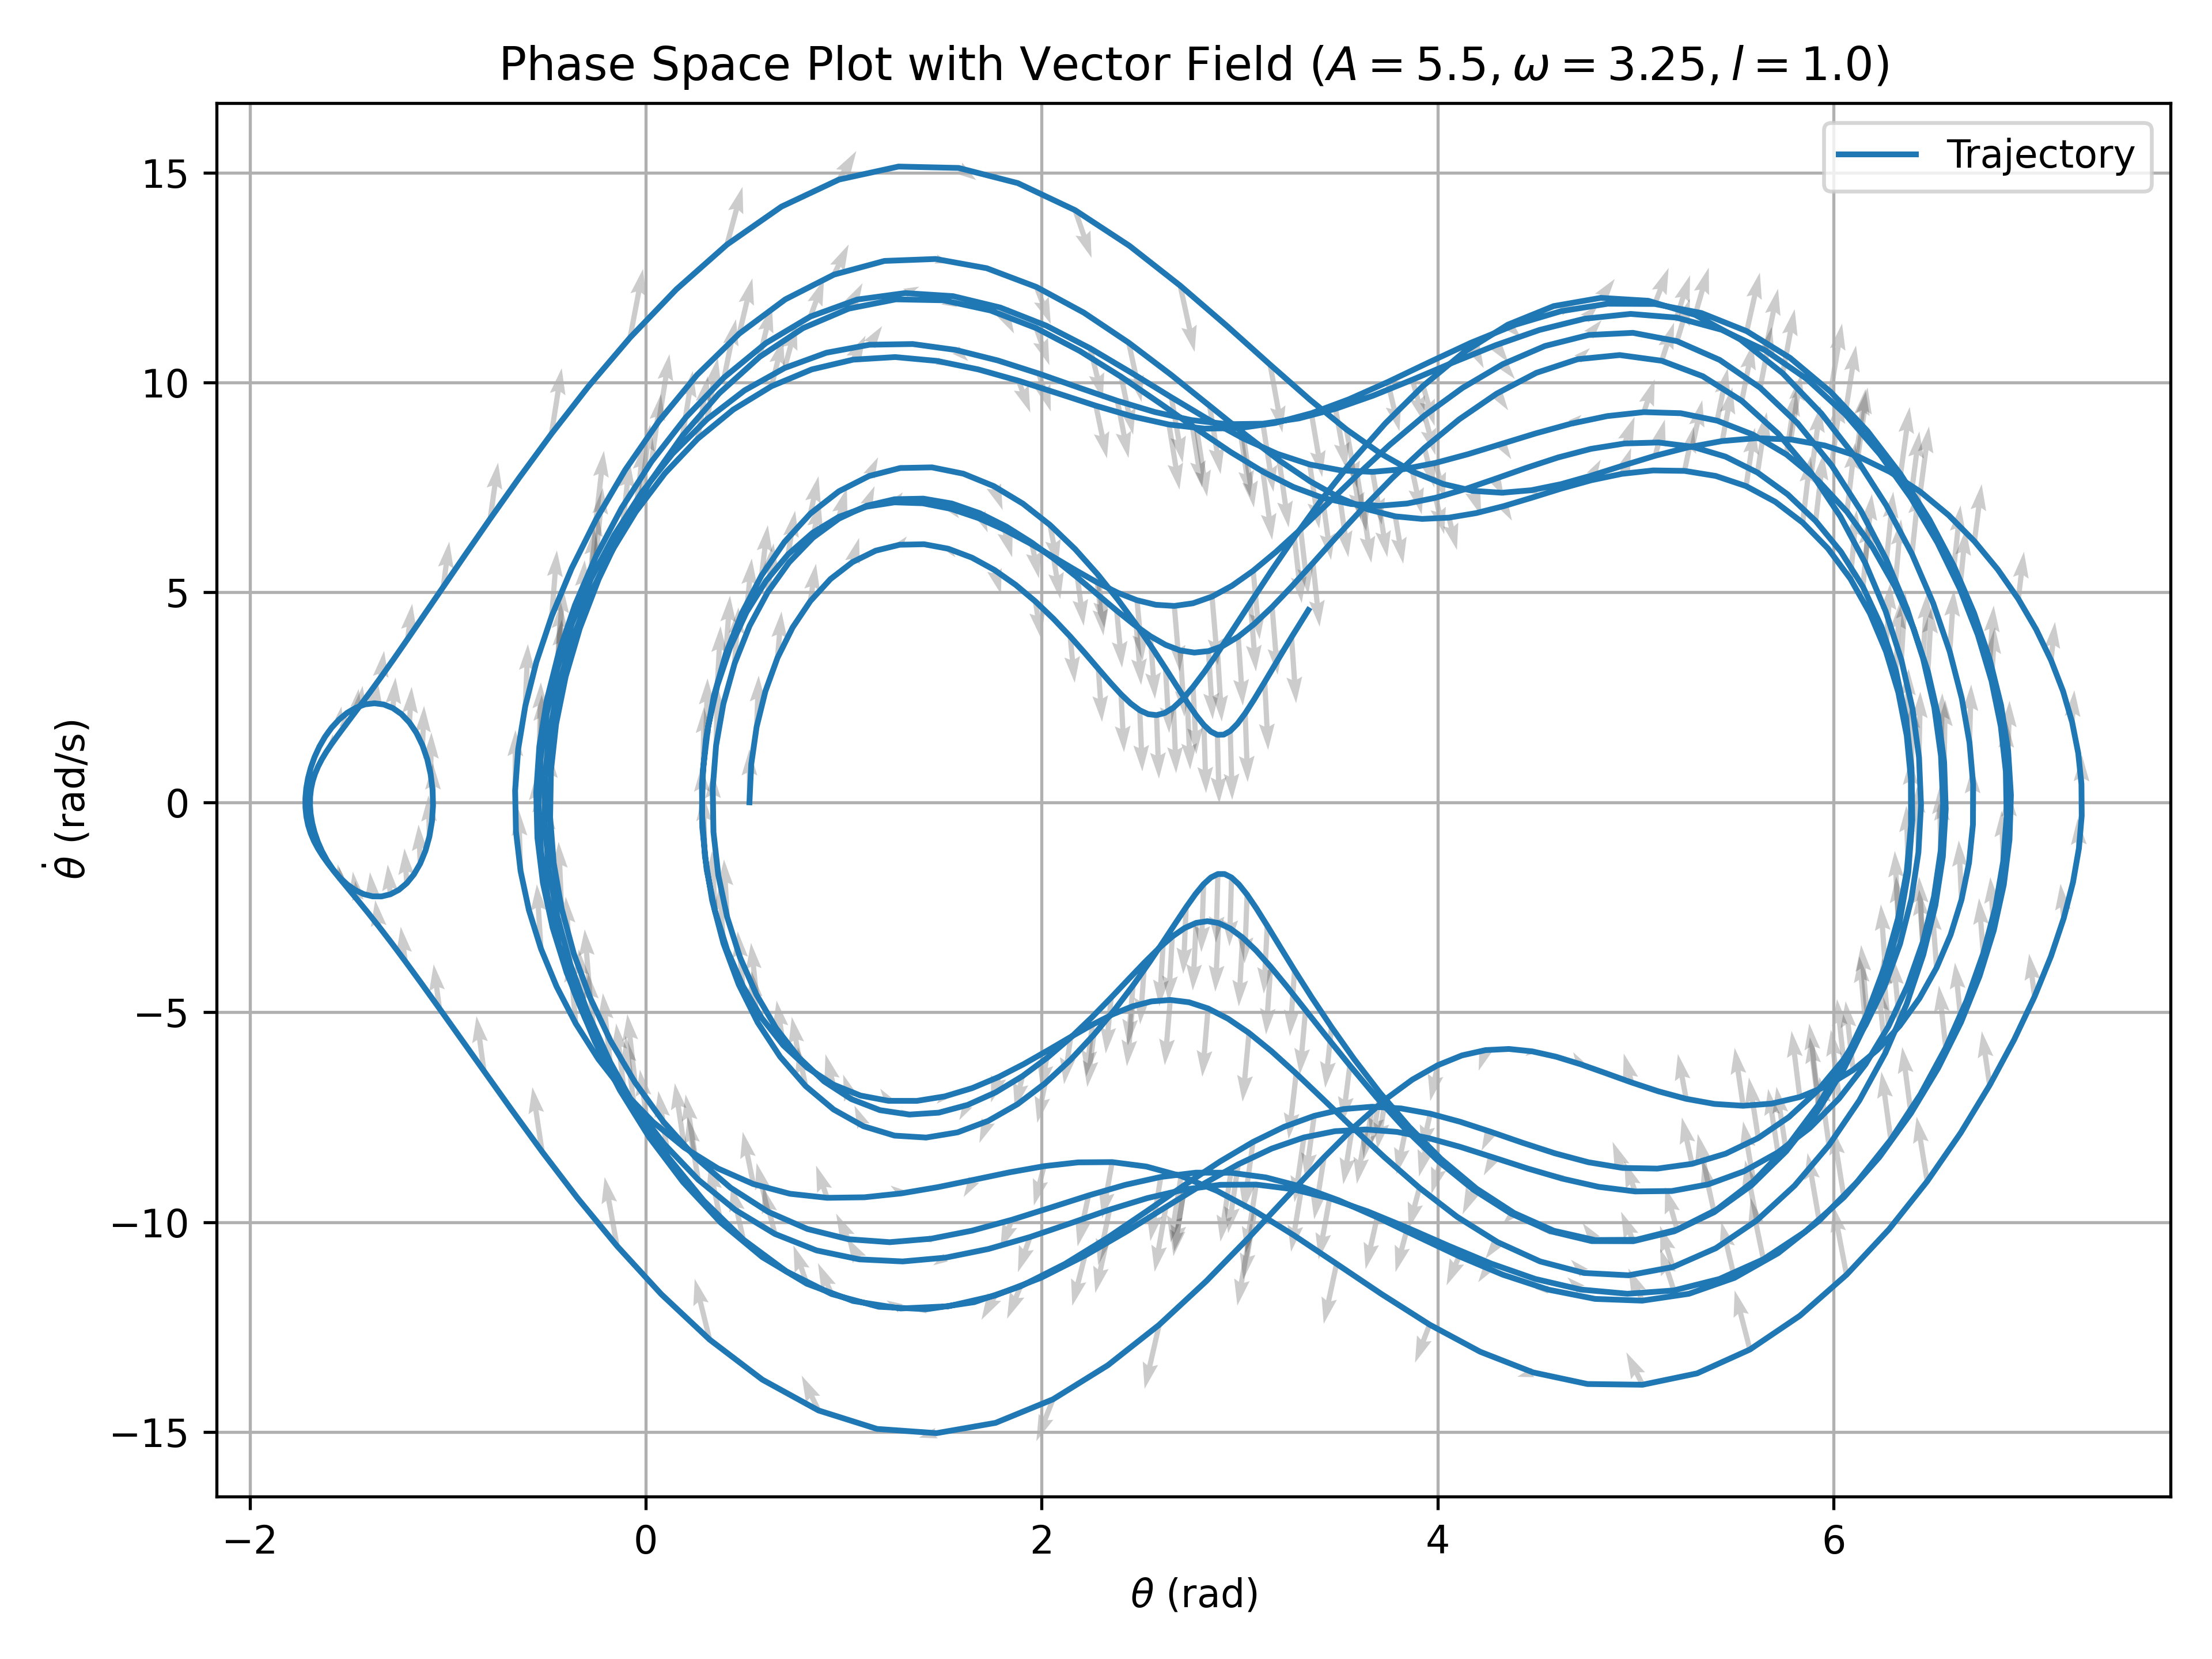 Phase Space Plot with Vector Field (A = 5.5, ω = 3.25, l = 1.0)
Trajectory
15
10
5
0
−5
−10
−15
θ̇ (rad/s)
−2 0 2 4 6
θ (rad)